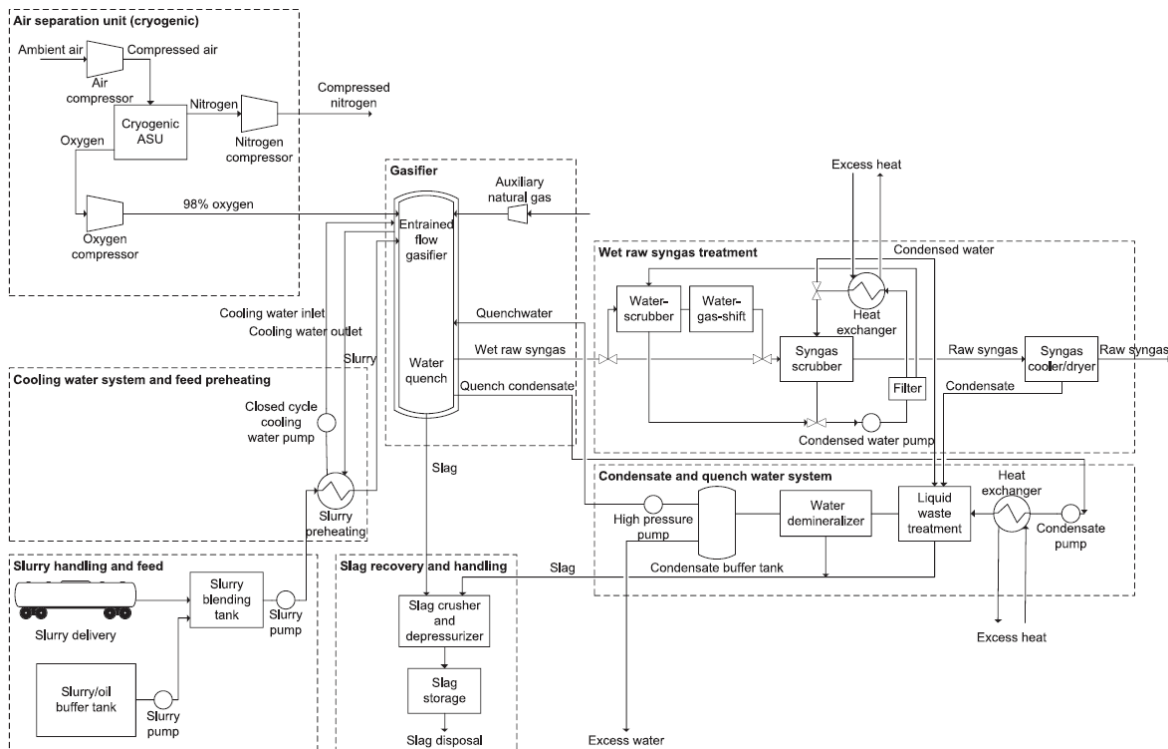 Air separation unit (cryogenic)
Ambient air
Compressed air
Air
compressor
Nitrogen
Compressed
nitrogen
Cryogenic
ASU
Oxygen
Nitrogen
compressor
98% oxygen
Oxygen
compressor
Gasifier
Auxiliary
natural gas
Entrained
flow
gasifier
Cooling water inlet
Cooling water outlet
Slurry
Quenchwater
Wet raw syngas
Water
quench
Quench condensate
Slag
Excess heat
Condensed water
Wet raw syngas treatment
Water-
scrubber
Water-
gas-shift
Heat
exchanger
Syngas
scrubber
Raw syngas
Syngas
cooler/dryer
Raw syngas
Filter
Condensate
Condensed water pump
Cooling water system and feed preheating
Closed cycle
cooling
water pump
Slurry
preheating
Condensate and quench water system
Heat
exchanger
High pressure
pump
Water
demineralizer
Liquid
waste
treatment
Condensate
pump
Condensate buffer tank
Excess heat
Slurry handling and feed
Slurry
blending
tank
Slurry
pump
Slurry delivery
Slurry/oil
buffer tank
Slurry
pump
Slag recovery and handling
Slag
Slag crusher
and
depressurizer
Slag
storage
Slag disposal
Excess water